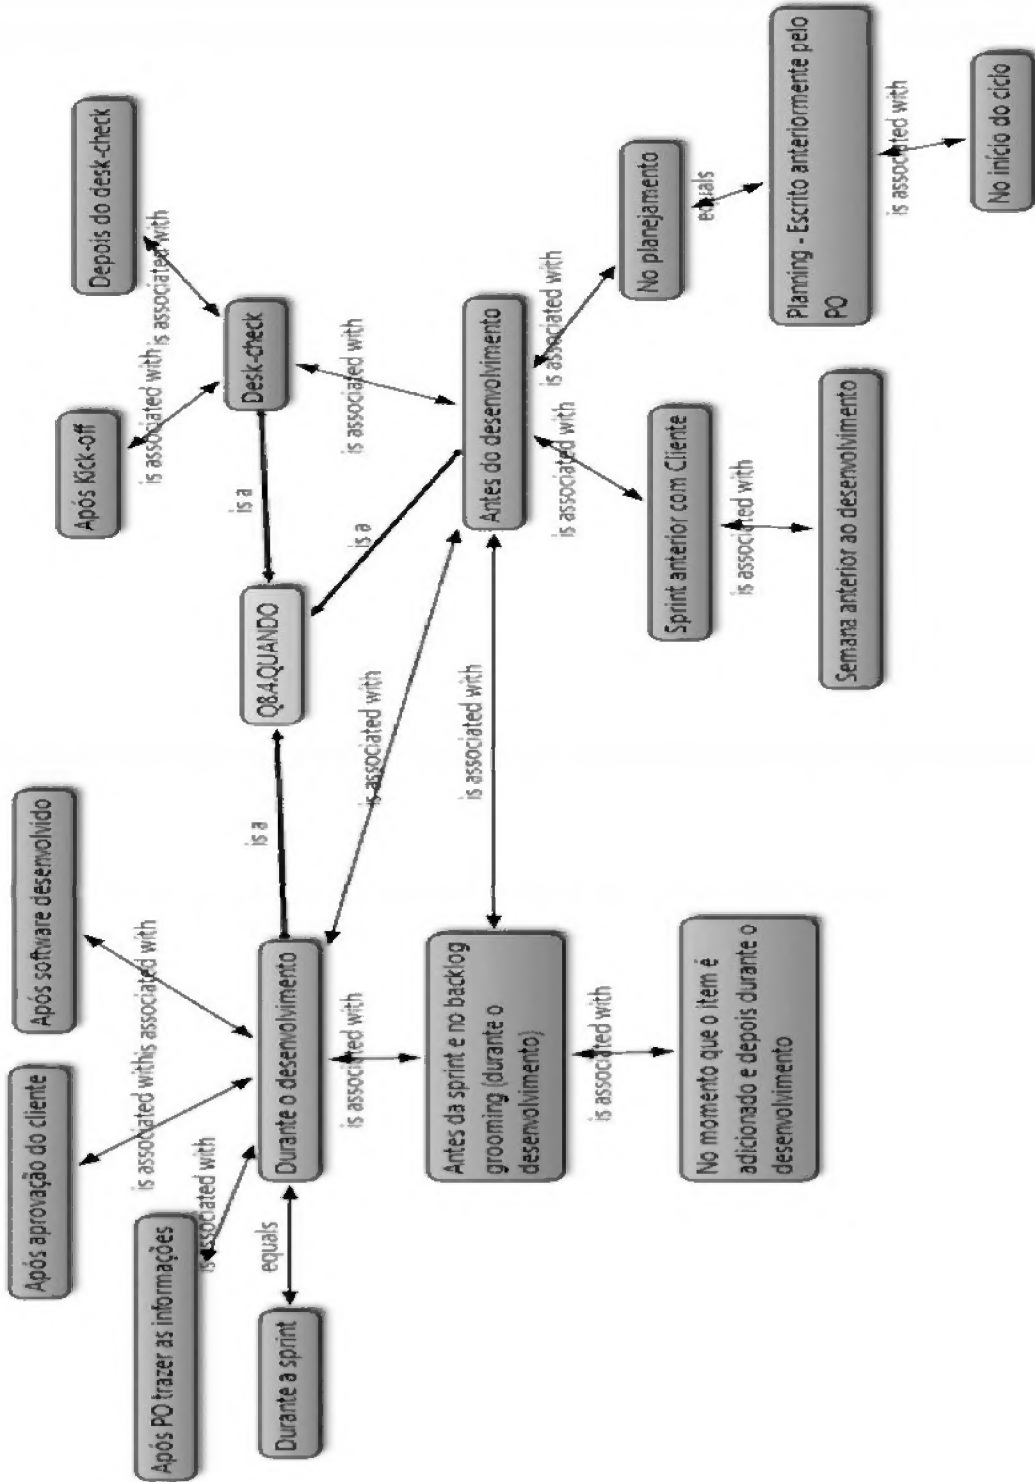 Após aprovação do cliente
Após software desenvolvido
Após Kick-off
Depois do desk-check
is associated with
is associated with
is associated with
is associated with
Após PO trazer as informações
is associated with
Durante a sprint
equals
Durante o desenvolvimento
is a
Q8.4.QUANDO
is a
Desk-check
is associated with
is associated with
is a
is associated with
Antes da sprint e no backlog
grooming (durante o
desenvolvimento)
is associated with
Antes do desenvolvimento
is associated with
is associated with
is associated with
No planejamento
equals
No momento que o item é
adicionado e depois durante o
desenvolvimento
Sprint anterior com Cliente
is associated with
Semana anterior ao desenvolvimento
Planning - Escrito anteriormente pelo
PO
is associated with
No início do ciclo